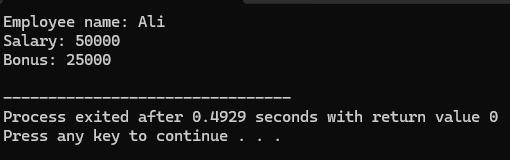 Employee name: Ali
Salary: 50000
Bonus: 25000
--------------------------------
Process exited after 0.4929 seconds with return value 0
Press any key to continue . . .